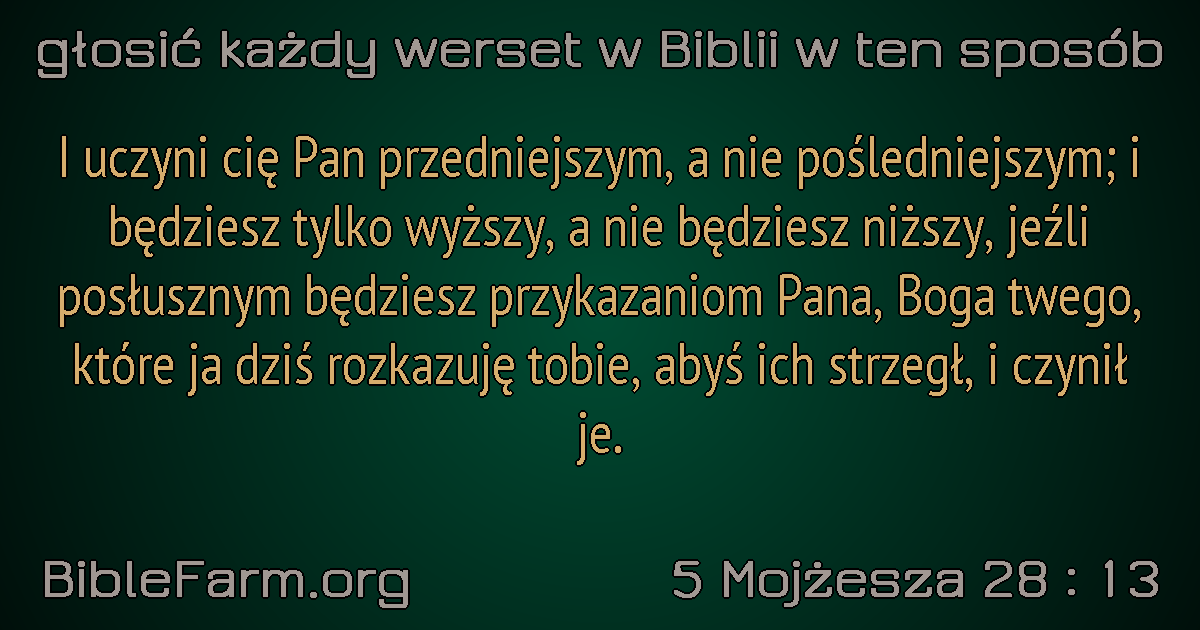 głosić każdy werset w Biblii w ten sposób
I uczyni cię Pan przedniejszym, a nie pośledniejszym; i
będziesz tylko wyższy, a nie będziesz niższy, jeźli
posłusznym będziesz przykazaniom Pana, Boga twego,
które ja dziś rozkazuję tobie, abyś ich strzegł, i czynił
je.
BibleFarm.org
5 Mojżesza 28 : 13